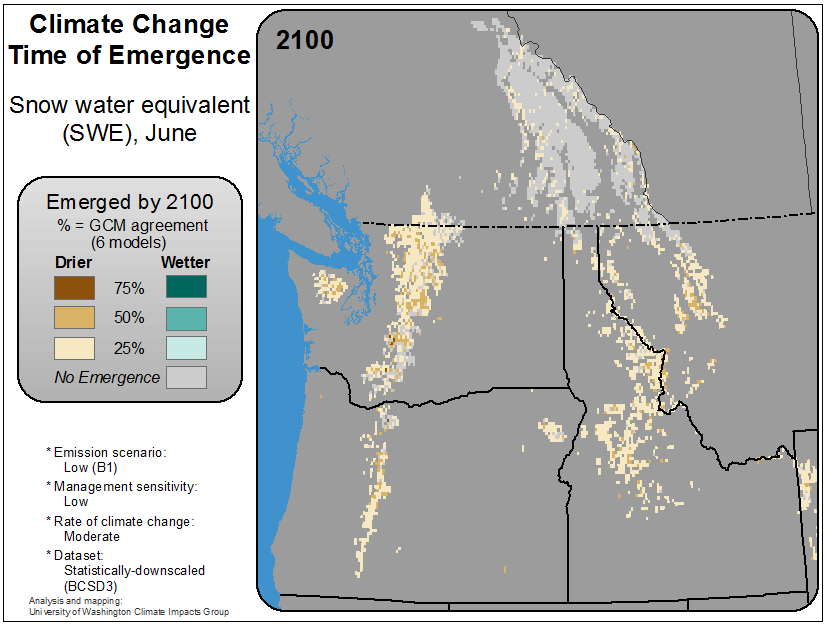 Climate Change
Time of Emergence
Snow water equivalent
(SWE), June
2100
Emerged by 2100
% = GCM agreement
(6 models)
Drier Wetter
75%
50%
25%
No Emergence
* Emission scenario:
Low (B1)
* Management sensitivity:
Low
* Rate of climate change:
Moderate
* Dataset:
Statistically-downscaled
(BCSD3)
Analysis and mapping:
University of Washington Climate Impacts Group